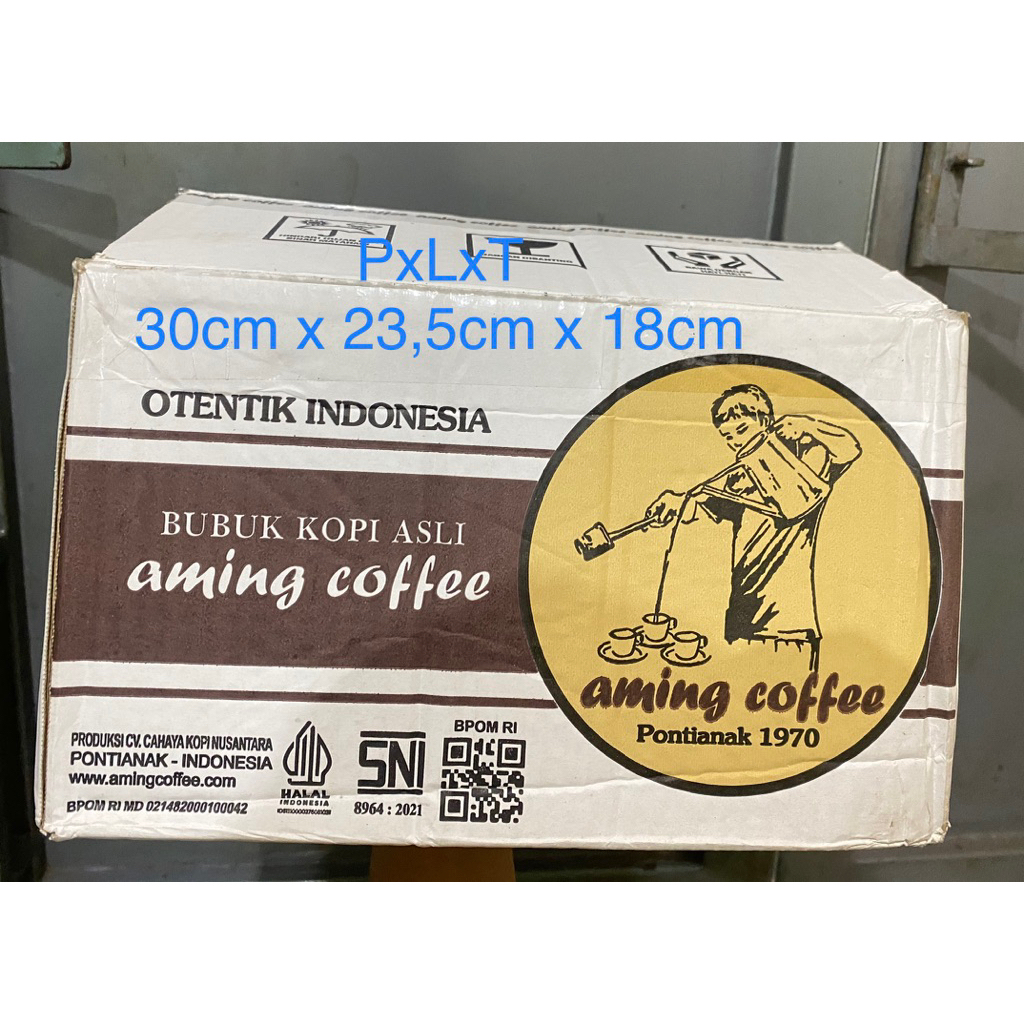 PxLxT
30cm x 23,5cm x 18cm
OTENTIK INDONESIA
BUBUK KOPI ASLI
aming coffee
aming coffee
Pontianak 1970
PRODUKSI CV. CAHAYA KOPI NUSANTARA
PONTIANAK - INDONESIA
www.amingcoffee.com
BPOM RI MD 021482000100042
HALAL
INDONESIA
SNI
8964 : 2021
BPOM RI